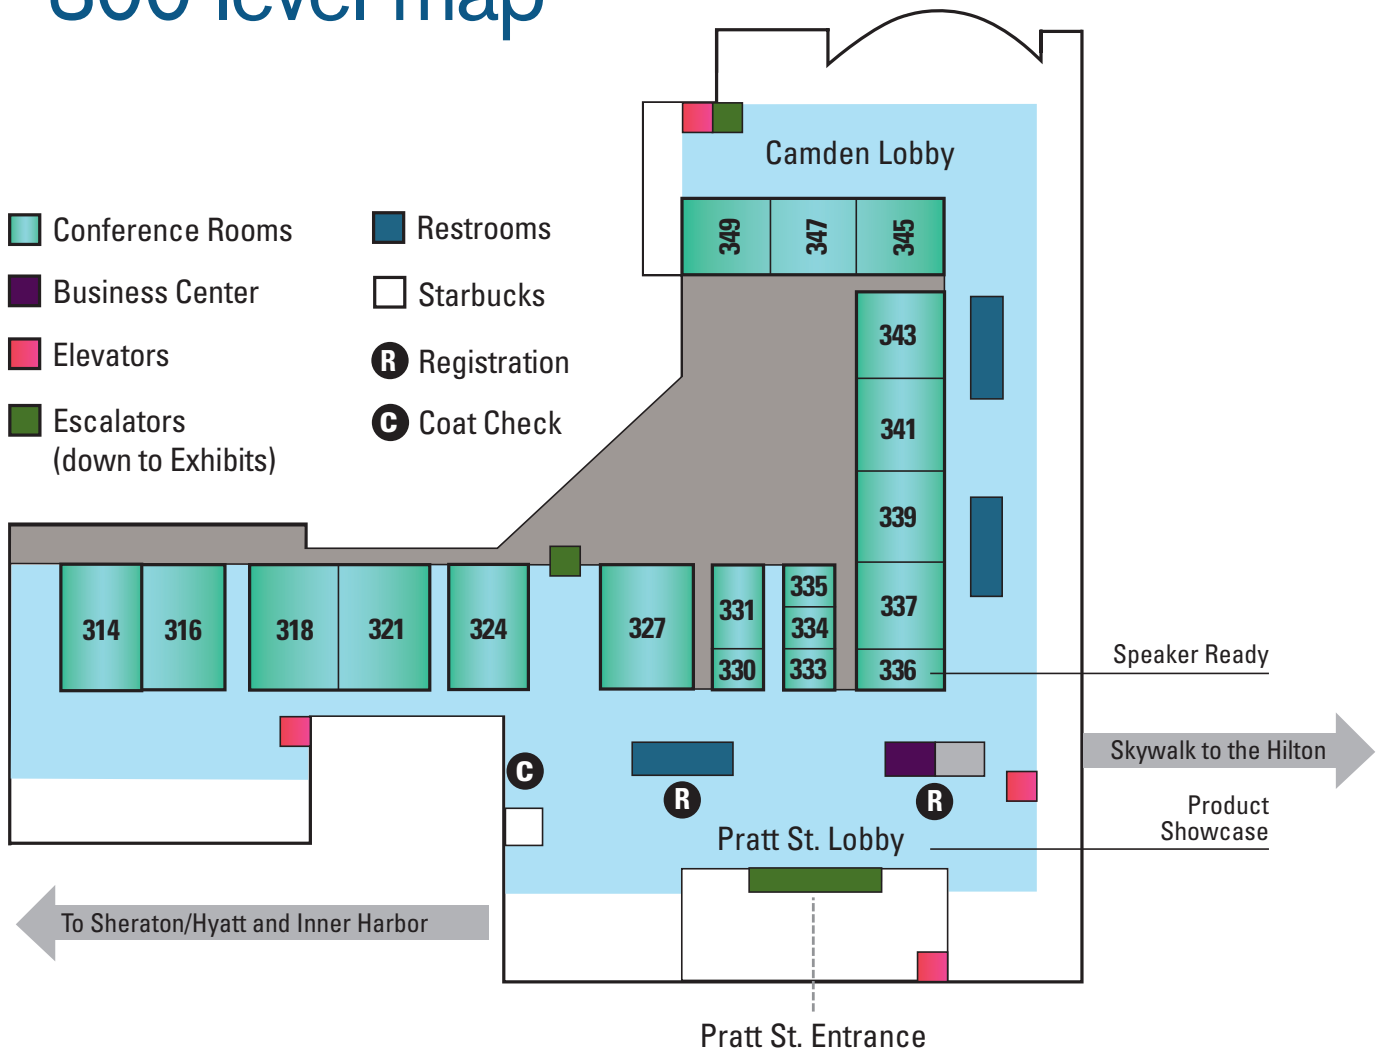 level map
Camden Lobby
349
347
345
Conference Rooms
Restrooms
Business Center
Starbucks
Elevators
R Registration
Escalators
(down to Exhibits)
C Coat Check
343
341
339
337
336
335
334
333
331
330
327
324
321
318
316
314
Speaker Ready
Skywalk to the Hilton
C
R
R
Product
Showcase
Pratt St. Lobby
To Sheraton/Hyatt and Inner Harbor
Pratt St. Entrance